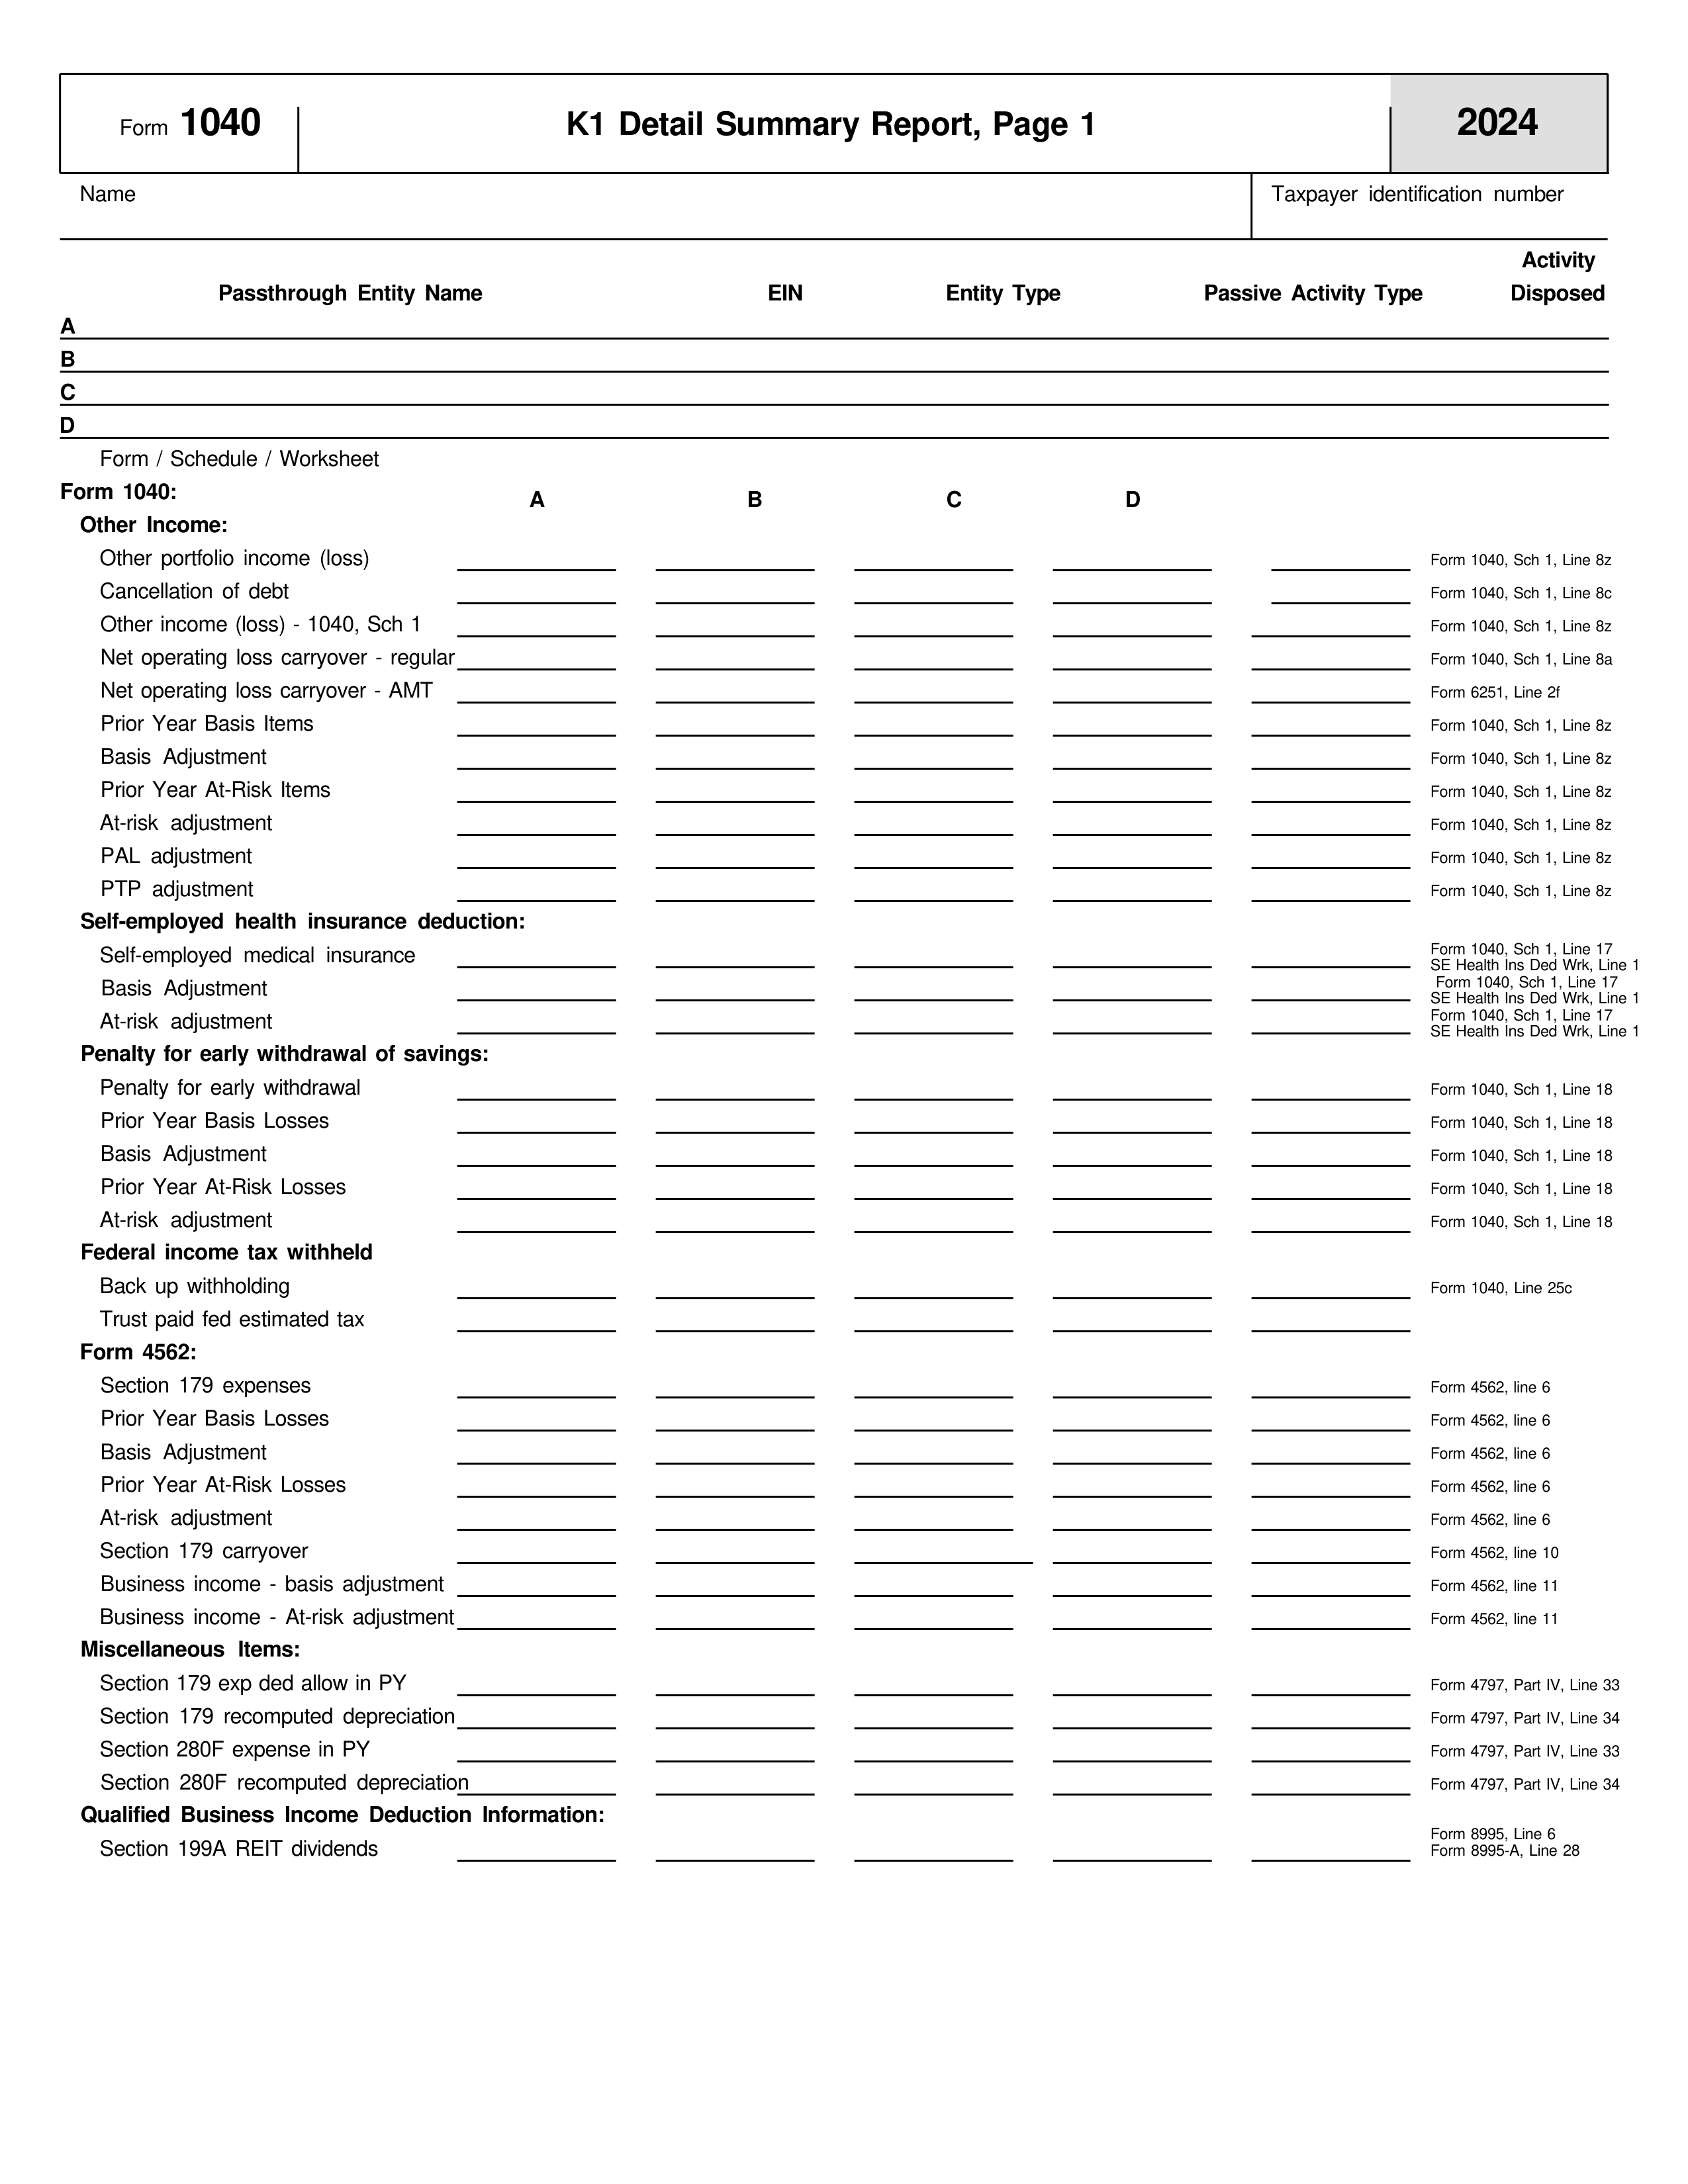 Form 1040
K1 Detail Summary Report, Page 1
2024
Name
Taxpayer identification number
Activity
Passthrough Entity Name EIN Entity Type Passive Activity Type Disposed
A
B
C
D
Form / Schedule / Worksheet
Form 1040:
A B C D
Other Income:
Other portfolio income (loss) Form 1040, Sch 1, Line 8z
Cancellation of debt Form 1040, Sch 1, Line 8c
Other income (loss) - 1040, Sch 1 Form 1040, Sch 1, Line 8z
Net operating loss carryover - regular Form 1040, Sch 1, Line 8a
Net operating loss carryover - AMT Form 6251, Line 2f
Prior Year Basis Items Form 1040, Sch 1, Line 8z
Basis Adjustment Form 1040, Sch 1, Line 8z
Prior Year At-Risk Items Form 1040, Sch 1, Line 8z
At-risk adjustment Form 1040, Sch 1, Line 8z
PAL adjustment Form 1040, Sch 1, Line 8z
PTP adjustment Form 1040, Sch 1, Line 8z
Self-employed health insurance deduction:
Self-employed medical insurance Form 1040, Sch 1, Line 17
SE Health Ins Ded Wrk, Line 1
Basis Adjustment Form 1040, Sch 1, Line 17
SE Health Ins Ded Wrk, Line 1
At-risk adjustment Form 1040, Sch 1, Line 17
SE Health Ins Ded Wrk, Line 1
Penalty for early withdrawal of savings:
Penalty for early withdrawal Form 1040, Sch 1, Line 18
Prior Year Basis Losses Form 1040, Sch 1, Line 18
Basis Adjustment Form 1040, Sch 1, Line 18
Prior Year At-Risk Losses Form 1040, Sch 1, Line 18
At-risk adjustment Form 1040, Sch 1, Line 18
Federal income tax withheld
Back up withholding Form 1040, Line 25c
Trust paid fed estimated tax
Form 4562:
Section 179 expenses Form 4562, line 6
Prior Year Basis Losses Form 4562, line 6
Basis Adjustment Form 4562, line 6
Prior Year At-Risk Losses Form 4562, line 6
At-risk adjustment Form 4562, line 6
Section 179 carryover Form 4562, line 10
Business income - basis adjustment Form 4562, line 11
Business income - At-risk adjustment Form 4562, line 11
Miscellaneous Items:
Section 179 exp ded allow in PY Form 4797, Part IV, Line 33
Section 179 recomputed depreciation Form 4797, Part IV, Line 34
Section 280F expense in PY Form 4797, Part IV, Line 33
Section 280F recomputed depreciation Form 4797, Part IV, Line 34
Qualified Business Income Deduction Information:
Form 8995, Line 6
Section 199A REIT dividends Form 8995-A, Line 28